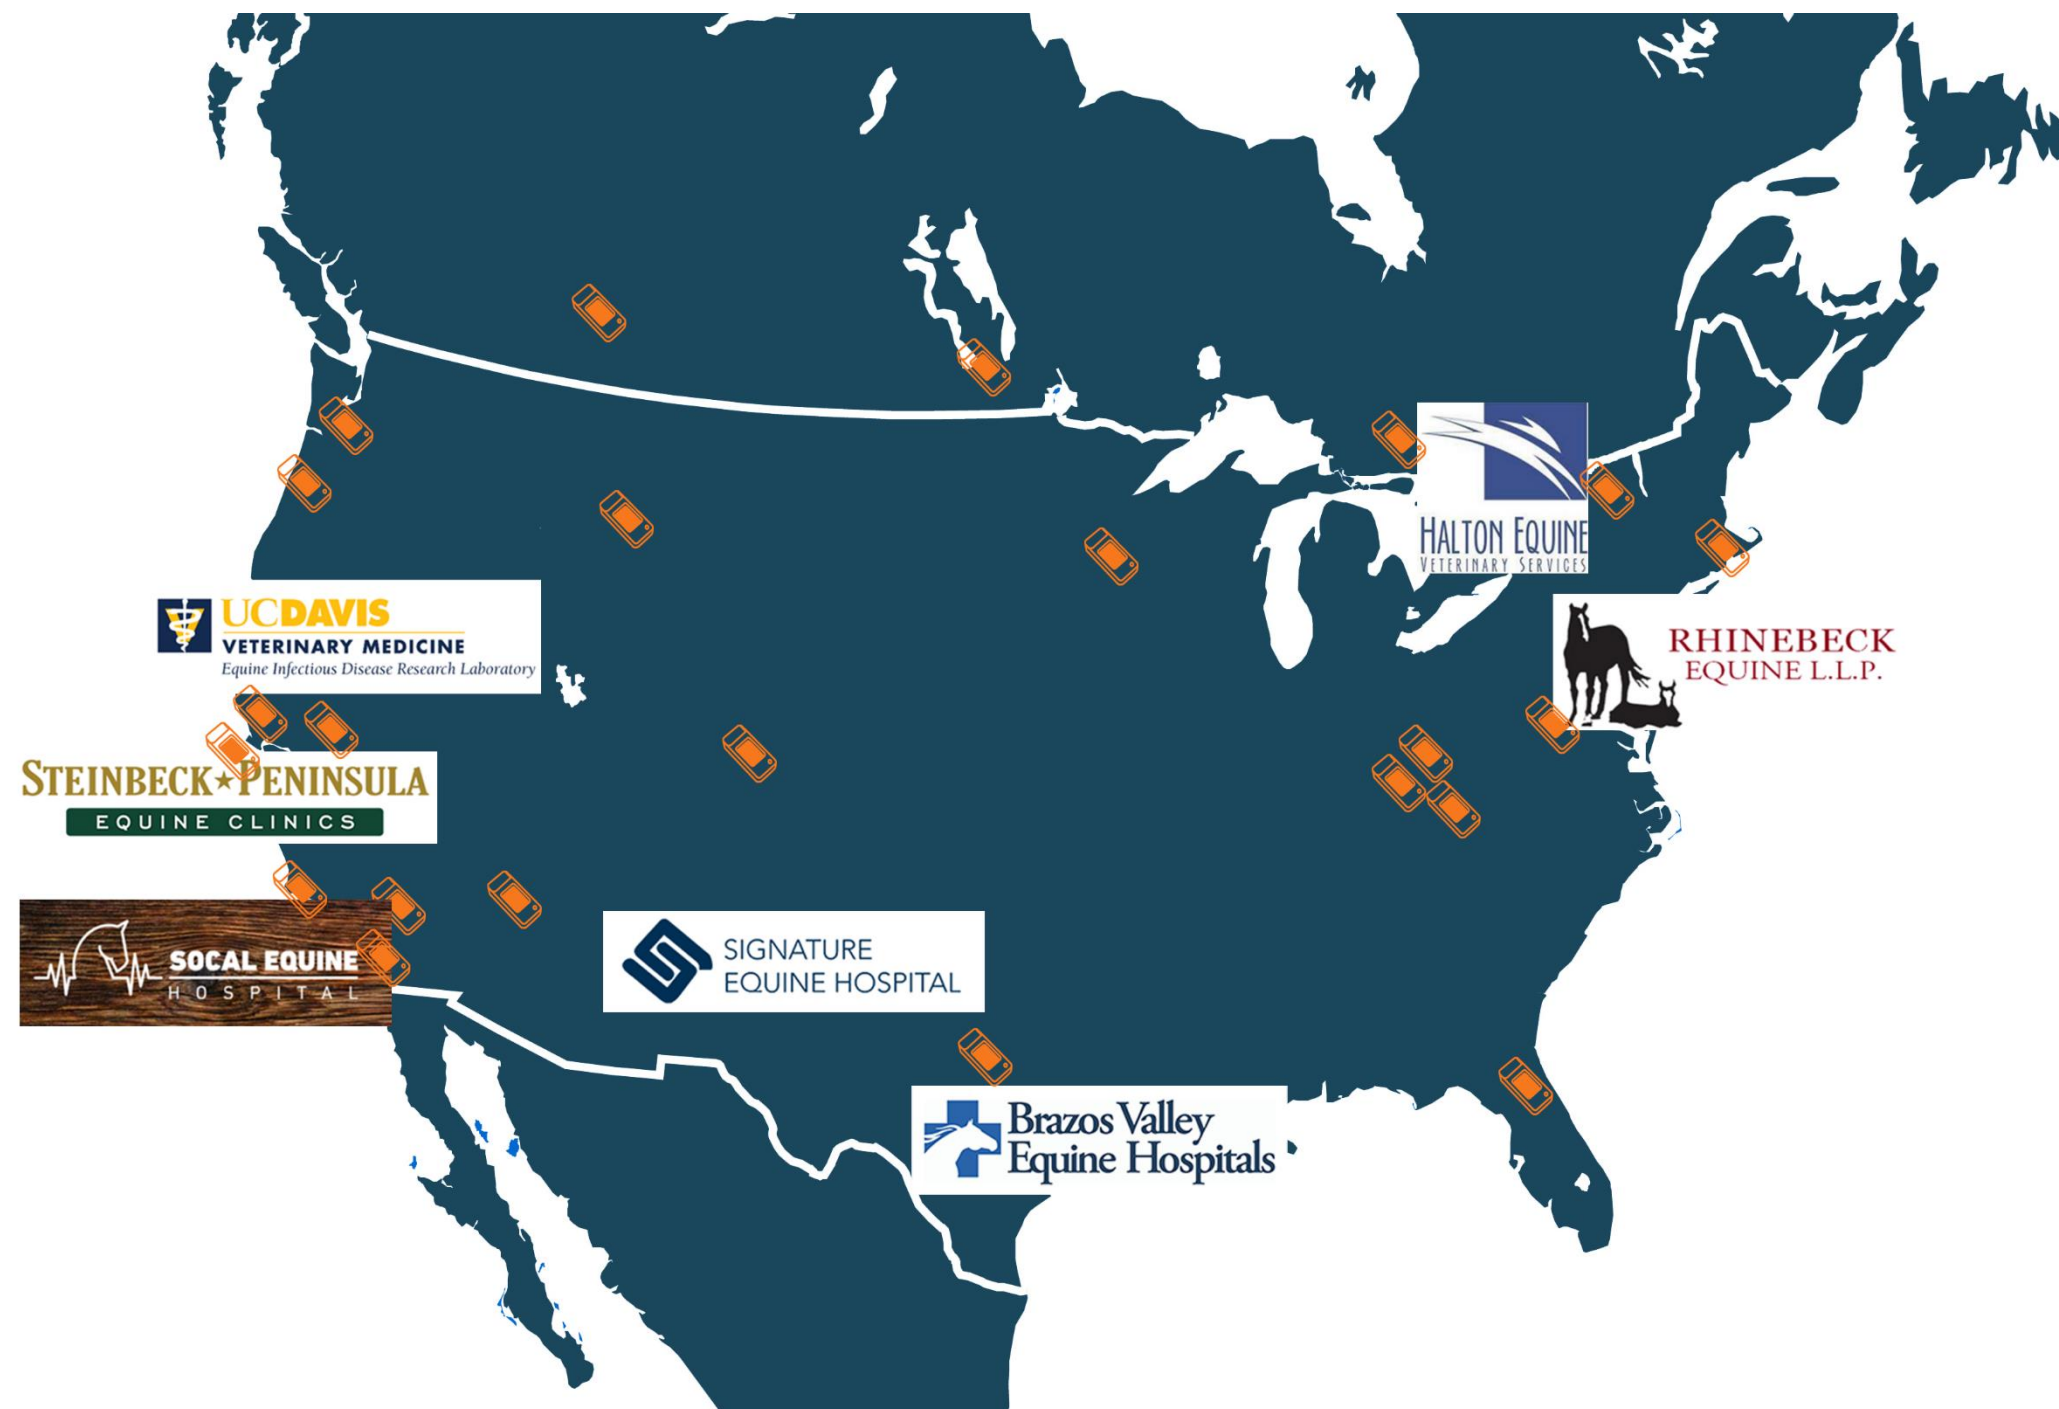 HALTON EQUINE
VETERINARY SERVICES
UCDAVIS
VETERINARY MEDICINE
Equine Infectious Disease Research Laboratory
RHINEBECK
EQUINE L.L.P.
STEINBECK★PENINSULA
EQUINE CLINICS
SOCAL EQUINE
HOSPITAL
SIGNATURE
EQUINE HOSPITAL
Brazos Valley
Equine Hospitals